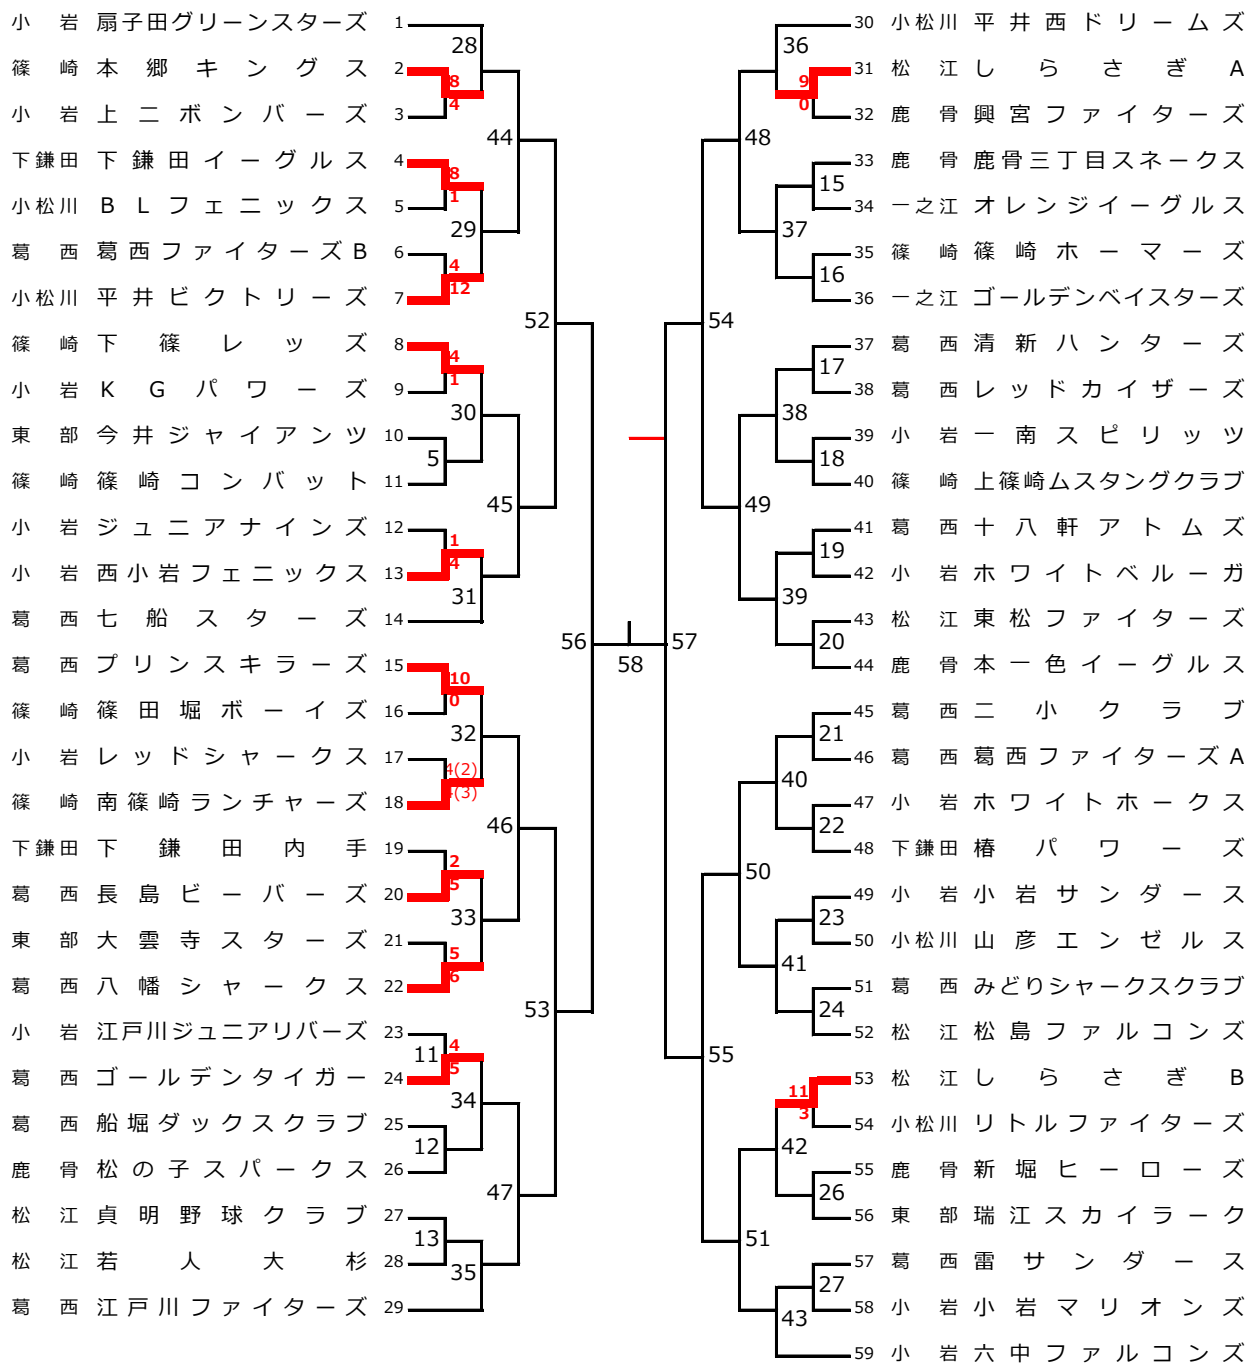 小岩 扇子田グリーンスターズ 1
篠崎 本郷キングス 2
小岩 上二ボンバーズ 3
下鎌田 下鎌田イーグルス 4
小松川 BLフェニックス 5
葛西 葛西ファイターズB 6
小松川 平井ビクトリーズ 7
篠崎 下篠レッズ 8
小岩 KGパワーズ 9
東部 今井ジャイアンツ 10
篠崎 篠崎コンバット 11
小岩 ジュニアナインズ 12
小岩 西小岩フェニックス 13
葛西 七船スターズ 14
葛西 プリンスキラーズ 15
篠崎 篠田堀ボーイズ 16
小岩 レッドシャークス 17
篠崎 南篠崎ランチャーズ 18
下鎌田 下鎌田内手 19
葛西 長島ビーバーズ 20
東部 大雲寺スターズ 21
葛西 八幡シャークス 22
小岩 江戸川ジュニアリバーズ 23
葛西 ゴールデンタイガー 24
葛西 船堀ダックスクラブ 25
鹿骨 松の子スパークス 26
松江 貞明野球クラブ 27
松江 若人大杉 28
葛西 江戸川ファイターズ 29
28
8
4
8
1
29
4
12
44
4
1
30
5
1
4
31
45
52
10
0
32
4(2)
4(3)
46
2
5
33
5
6
53
11
4
5
34
12
47
13
35
56
58
57
30 小松川 平井西ドリームズ
31 松江 しらさぎA
32 鹿骨 興宮ファイターズ
33 鹿骨 鹿骨三丁目スネークス
34 一之江 オレンジイーグルス
35 篠崎 篠崎ホーマーズ
36 一之江 ゴールデンベイスターズ
37 葛西 清新ハンターズ
38 葛西 レッドカイザーズ
39 小岩 一南スピリッツ
40 篠崎 上篠崎ムスタングクラブ
41 葛西 十八軒アトムズ
42 小岩 ホワイトベルーガ
43 松江 東松ファイターズ
44 鹿骨 本一色イーグルス
45 葛西 二小クラブ
46 葛西 葛西ファイターズA
47 小岩 ホワイトホークス
48 下鎌田 椿パワーズ
49 小岩 小岩サンダース
50 小松川 山彦エンゼルス
51 葛西 みどりシャークスクラブ
52 松江 松島ファルコンズ
53 松江 しらさぎB
54 小松川 リトルファイターズ
55 鹿骨 新堀ヒーローズ
56 東部 瑞江スカイラーク
57 葛西 雷サンダース
58 小岩 小岩マリオンズ
59 小岩 六中ファルコンズ
36
9
0
48
15
37
16
54
17
38
18
49
19
39
20
21
40
22
50
23
41
24
55
11
3
42
26
51
27
43